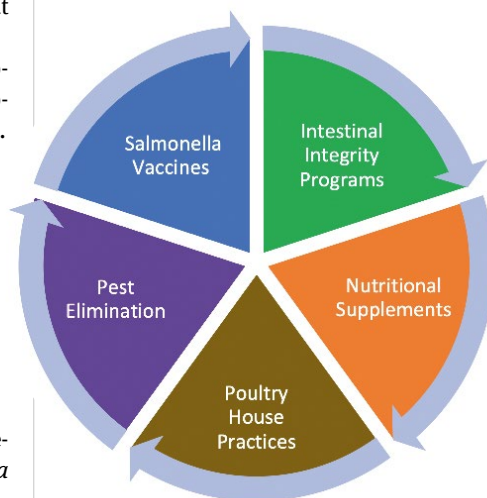 t
-
-
.
Salmonella
Vaccines
Intestinal
Integrity
Programs
Nutritional
Supplements
Poultry
House
Practices
Pest
Elimination
-
a